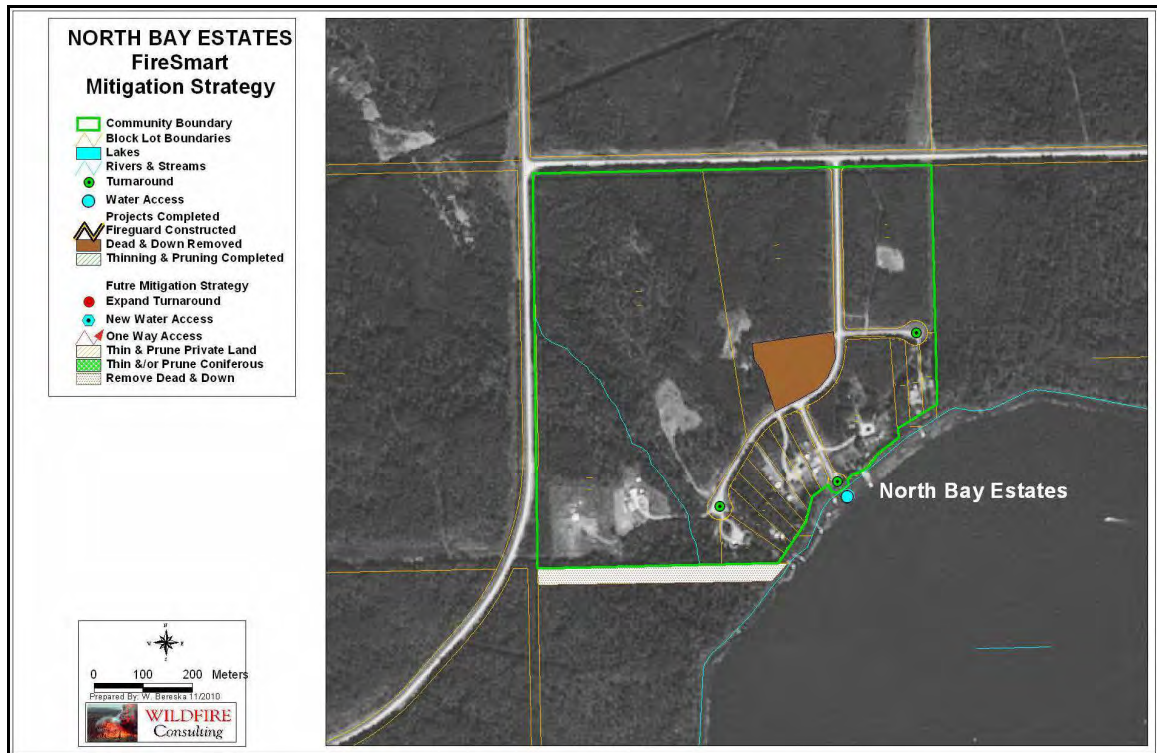 NORTH BAY ESTATES
FireSmart
Mitigation Strategy
Community Boundary
Block Lot Boundaries
Lakes
Rivers & Streams
Turnaround
Water Access
Projects Completed
Fireguard Constructed
Dead & Down Removed
Thinning & Pruning Completed
Futre Mitigation Strategy
Expand Turnaround
New Water Access
One Way Access
Thin & Prune Private Land
Thin &/or Prune Coniferous
Remove Dead & Down
North Bay Estates
N
W E
S
0 100 200 Meters
Prepared By: W. Bereska 11/2010
WILDFIRE
Consulting